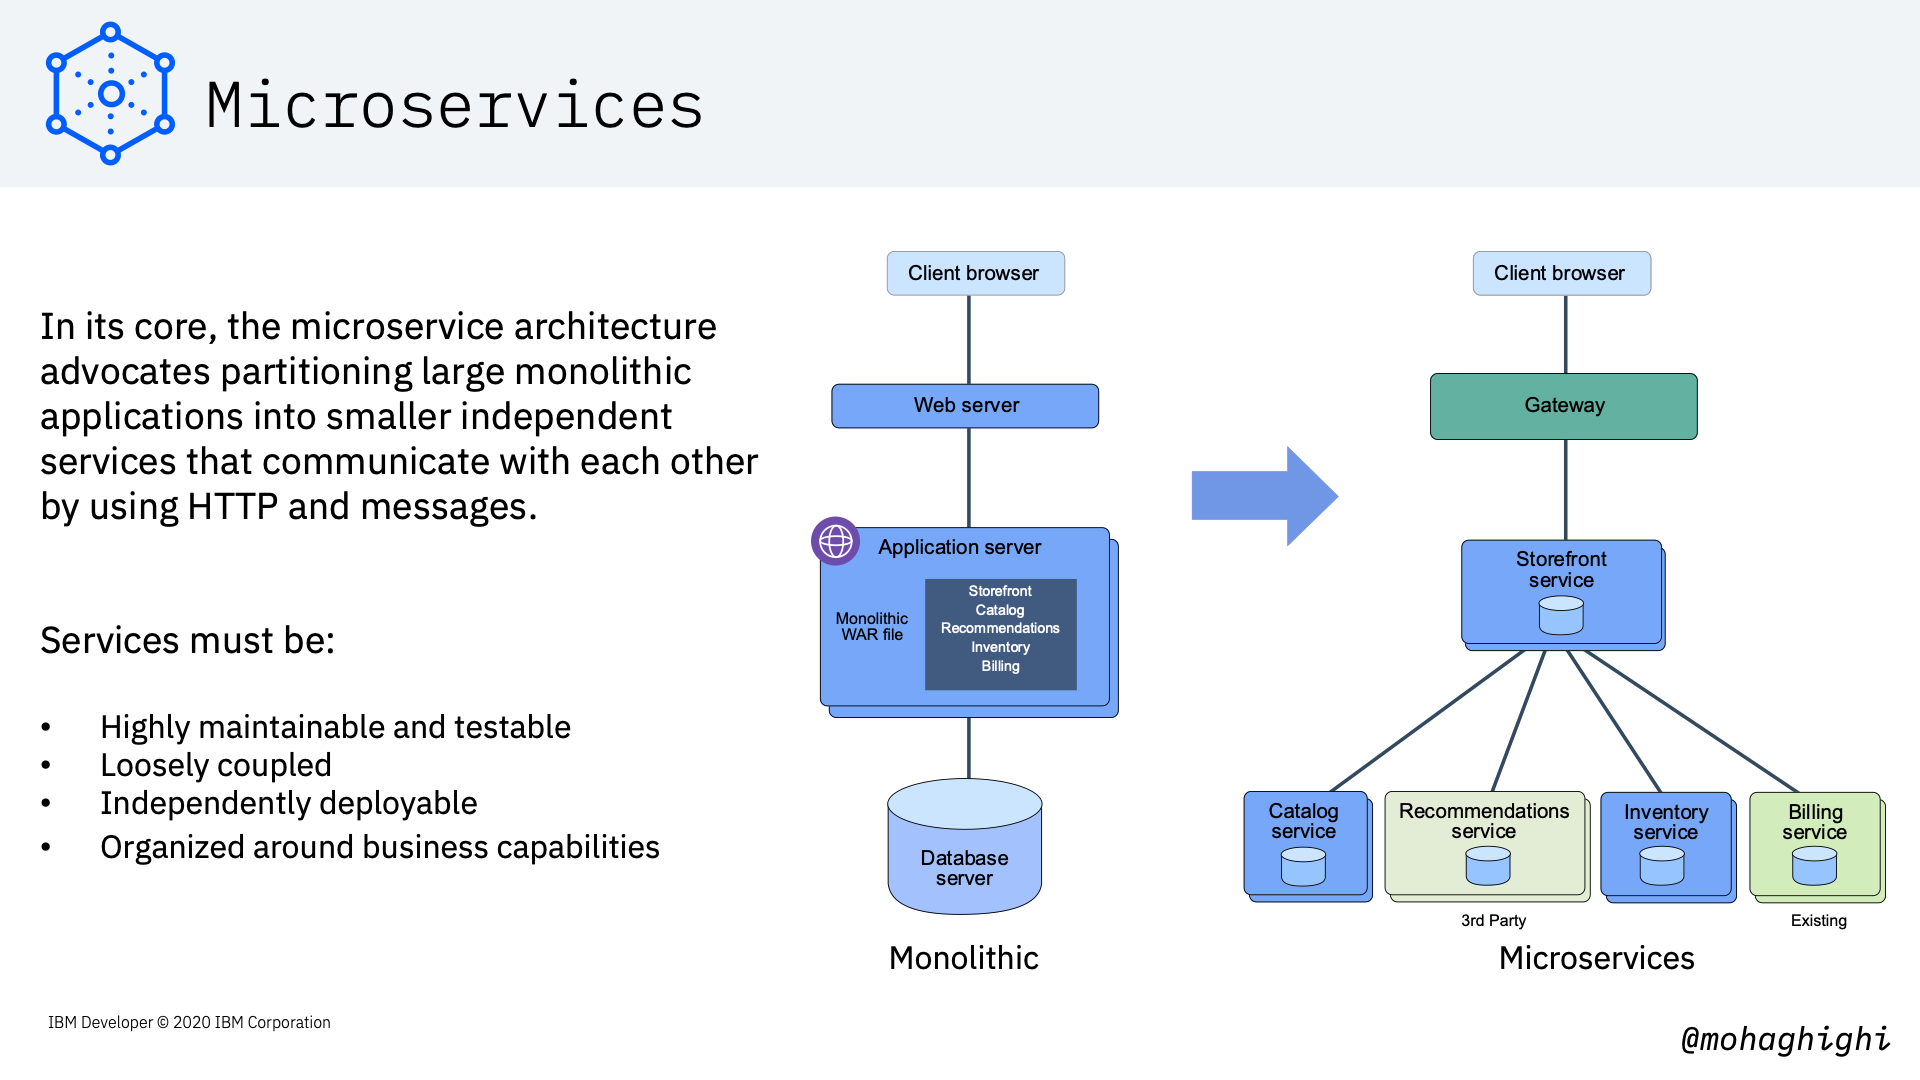 Microservices
In its core, the microservice architecture
advocates partitioning large monolithic
applications into smaller independent
services that communicate with each other
by using HTTP and messages.
Services must be:
• Highly maintainable and testable
• Loosely coupled
• Independently deployable
• Organized around business capabilities
Client browser
Web server
Application server
Monolithic
WAR file
Storefront
Catalog
Recommendations
Inventory
Billing
Database
server
Monolithic
Client browser
Gateway
Storefront
service
Catalog
service
Recommendations
service
3rd Party
Inventory
service
Billing
service
Existing
Microservices
IBM Developer © 2020 IBM Corporation
@mohaghighi